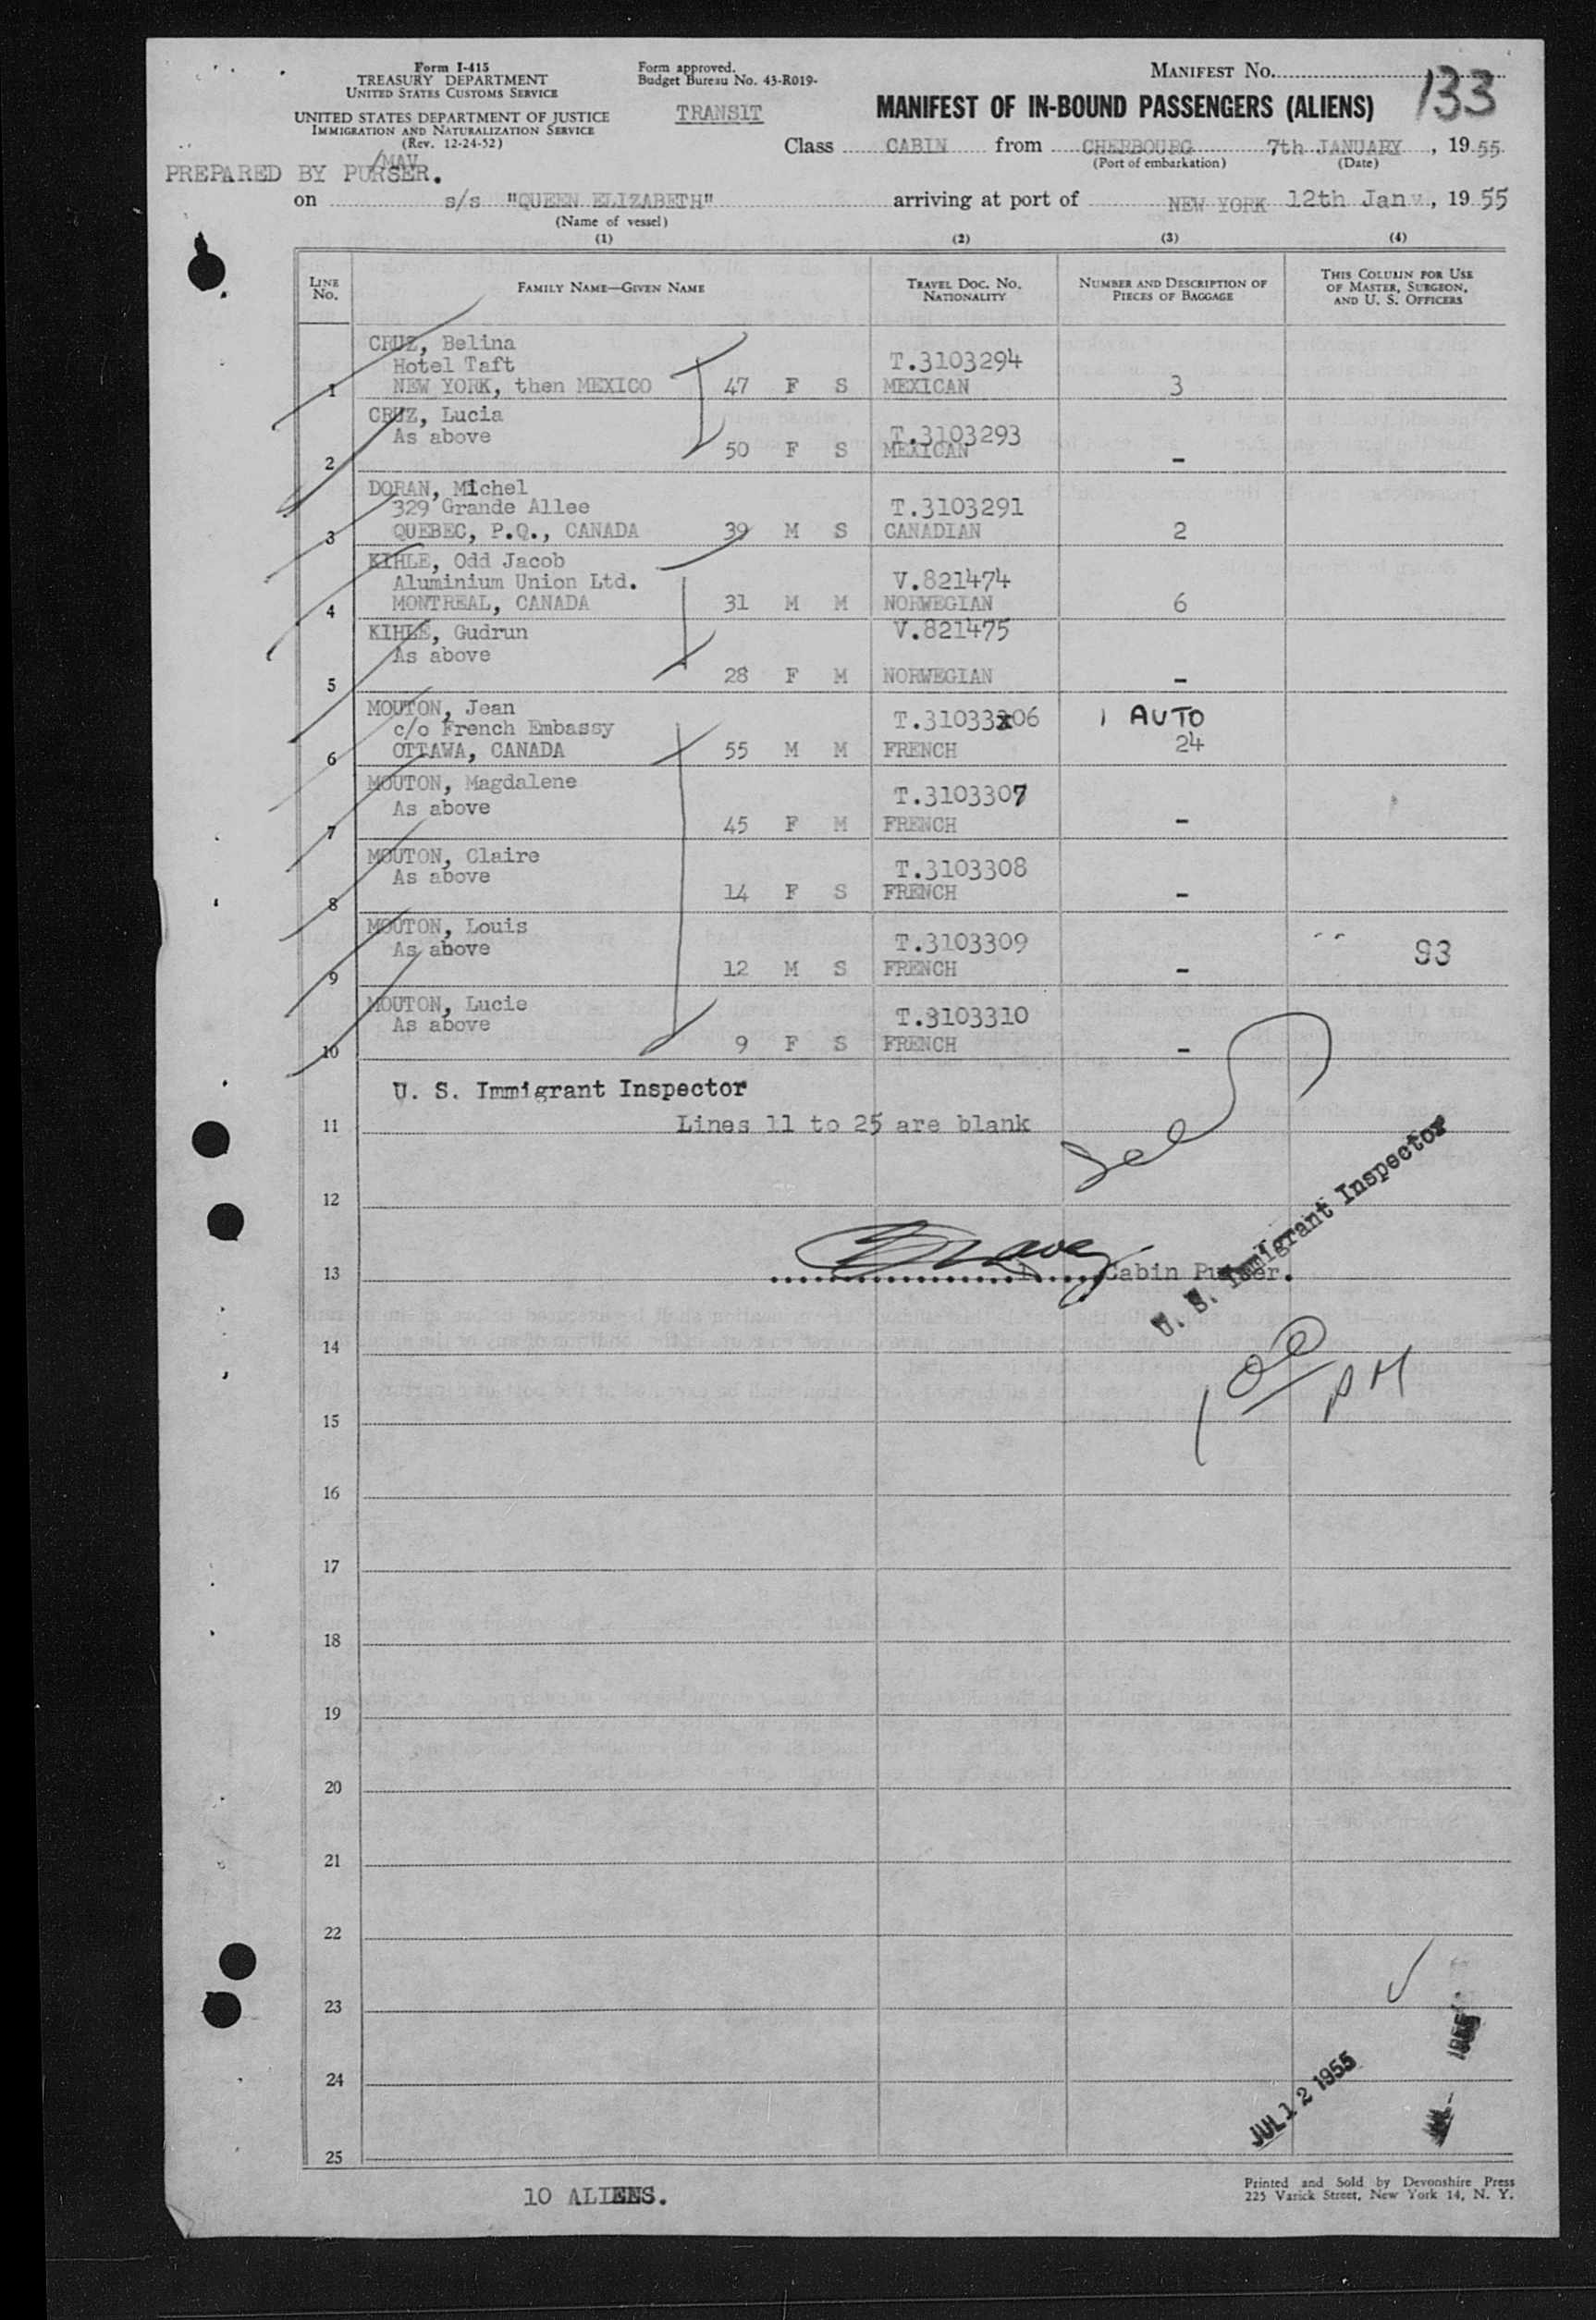 Form I-415
TREASURY DEPARTMENT
UNITED STATES CUSTOMS SERVICE
UNITED STATES DEPARTMENT OF JUSTICE
IMMIGRATION AND NATURALIZATION SERVICE
(Rev. 12-24-52)
Form approved.
Budget Bureau No. 43-R019-
TRANSIT
MANIFEST NO. 133
MANIFEST OF IN-BOUND PASSENGERS (ALIENS)
Class CABIN from CHERBOURG 7th JANUARY, 1955
(Port of embarkation) (Date)
/MAV
PREPARED BY PURSER.
on s/s "QUEEN ELIZABETH" arriving at port of NEW YORK 12th Jan, 1955
(Name of vessel)
(1) (2) (3) (4)
LINE NO. FAMILY NAME—GIVEN NAME TRAVEL DOC. NO. NATIONALITY NUMBER AND DESCRIPTION OF PIECES OF BAGGAGE THIS COLUMN FOR USE OF MASTER, SURGEON, AND U. S. OFFICERS
CRUZ, Belina
Hotel Taft T.3103294
1 NEW YORK, then MEXICO 47 F S MEXICAN 3
CRUZ, Lucia
As above T.3103293
2 50 F S MEXICAN -
DORAN, Michel
329 Grande Allee T.3103291
3 QUEBEC, P.Q., CANADA 39 M S CANADIAN 2
KIHLE, Odd Jacob
Aluminium Union Ltd. V.821474
4 MONTREAL, CANADA 31 M M NORWEGIAN 6
KIHLE, Gudrun V.821475
As above
5 28 F M NORWEGIAN -
MOUTON, Jean
c/o French Embassy T.31033x06 1 AUTO
6 OTTAWA, CANADA 55 M M FRENCH 24
MOUTON, Magdalene T.3103307
As above
7 45 F M FRENCH -
MOUTON, Claire T.3103308
As above
8 14 F S FRENCH -
MOUTON, Louis T.3103309
As above 93
9 12 M S FRENCH -
MOUTON, Lucie T.3103310
As above
10 9 F S FRENCH -
U. S. Immigrant Inspector
11 Lines 11 to 25 are blank
12
13 Cabin Purser.
U. S. Immigrant Inspector
14
1 00 PM
15
16
17
18
19
20
21
22
23
1955
24
JUL 12 1955
25
10 ALIENS.
Printed and Sold by Devonshire Press
225 Varick Street, New York 14, N. Y.